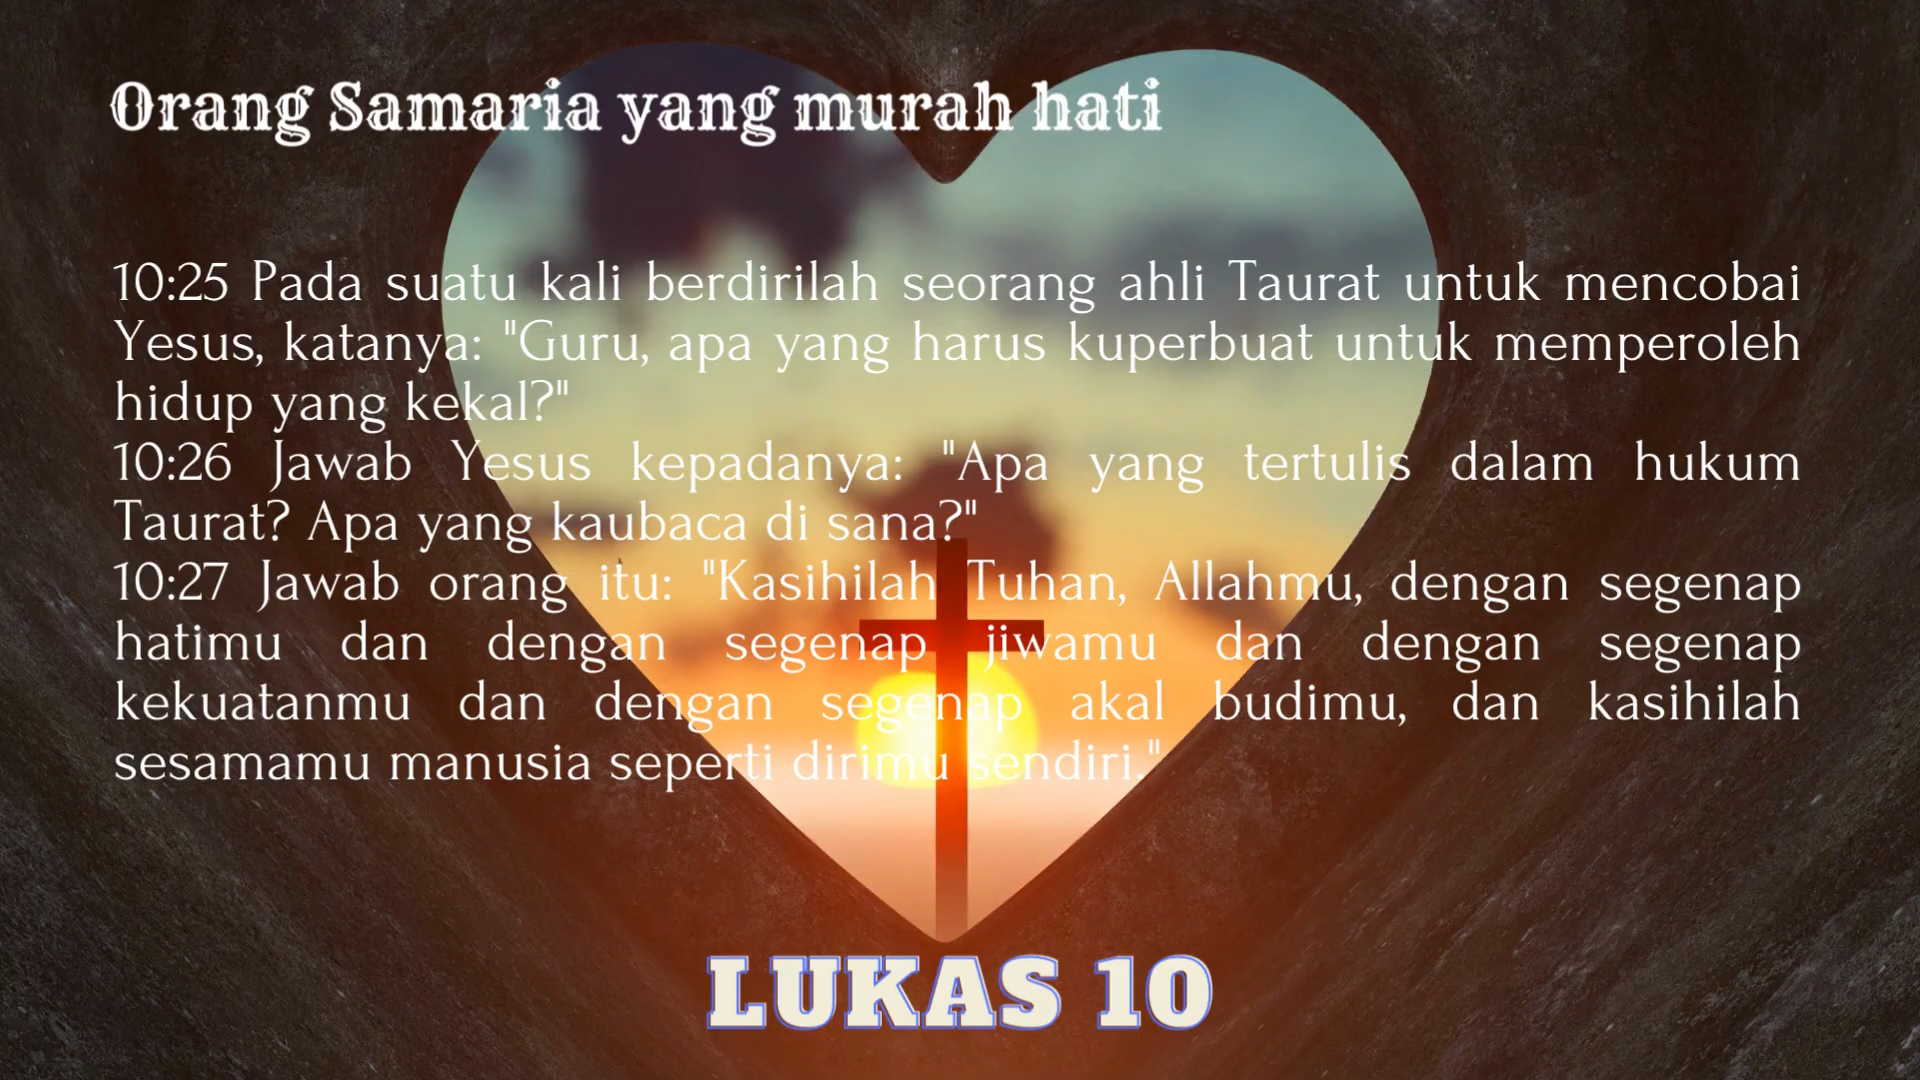 Orang Samaria yang murah hati
10:25 Pada suatu kali berdirilah seorang ahli Taurat untuk mencobai
Yesus, katanya: "Guru, apa yang harus kuperbuat untuk memperoleh
hidup yang kekal?"
10:26 Jawab Yesus kepadanya: "Apa yang tertulis dalam hukum
Taurat? Apa yang kaubaca di sana?"
10:27 Jawab orang itu: "Kasihilah Tuhan, Allahmu, dengan segenap
hatimu dan dengan segenap jiwamu dan dengan segenap
kekuatanmu dan dengan segenap akal budimu, dan kasihilah
sesamamu manusia seperti dirimu sendiri."
LUKAS 10